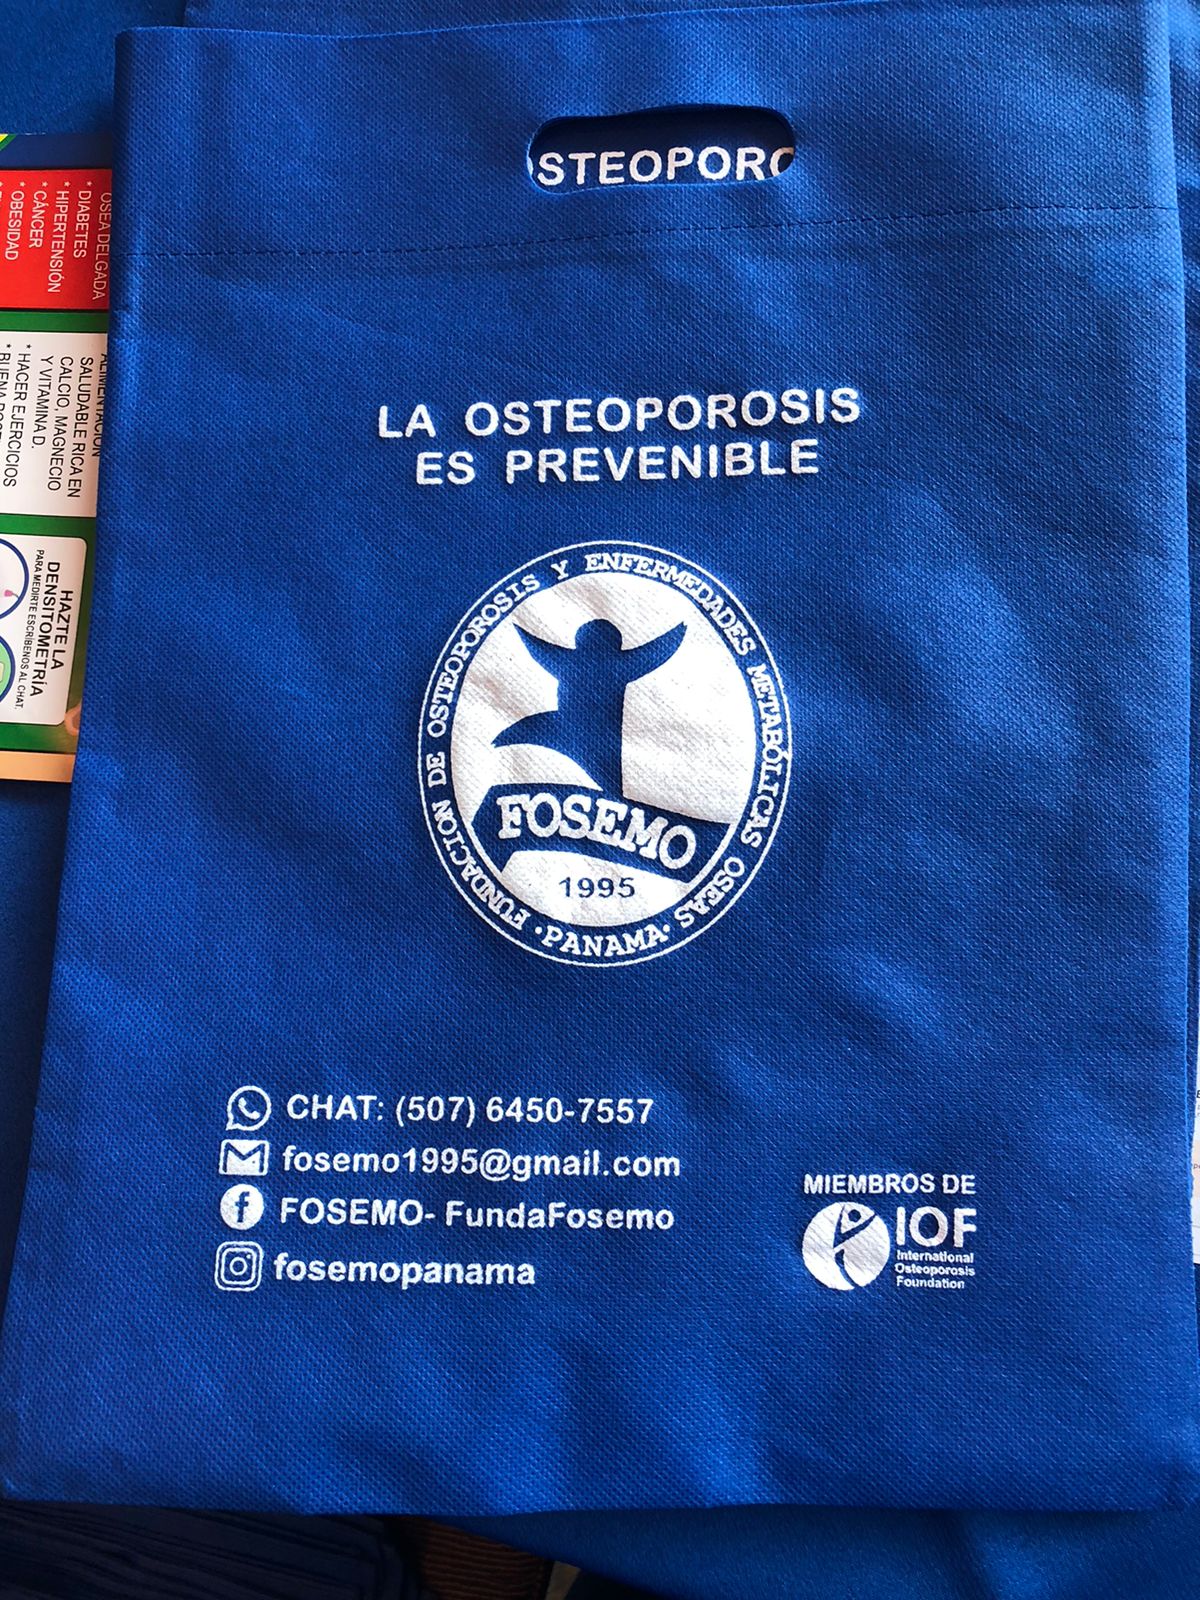 STEOPORO
LA OSTEOPOROSIS
ES PREVENIBLE
FUNDACION DE OSTEOPOROSIS Y ENFERMEDADES METABÓLICAS OSEAS
FOSEMO
1995
·PANAMA·
CHAT: (507) 6450-7557
fosemo1995@gmail.com
FOSEMO- FundaFosemo
fosemopanama
MIEMBROS DE
IOF
International
Osteoporosis
Foundation
OSEA DELGADA
* DIABETES
* HIPERTENSIÓN
* CÁNCER
* OBESIDAD
ALIMENTACIÓN
SALUDABLE RICA EN
CALCIO, MAGNECIO
Y VITAMINA D.
* HACER EJERCICIOS
HAZTE LA
DENSITOMETRÍA
PARA MEDIRTE ESCRÍBENOS AL CHAT.